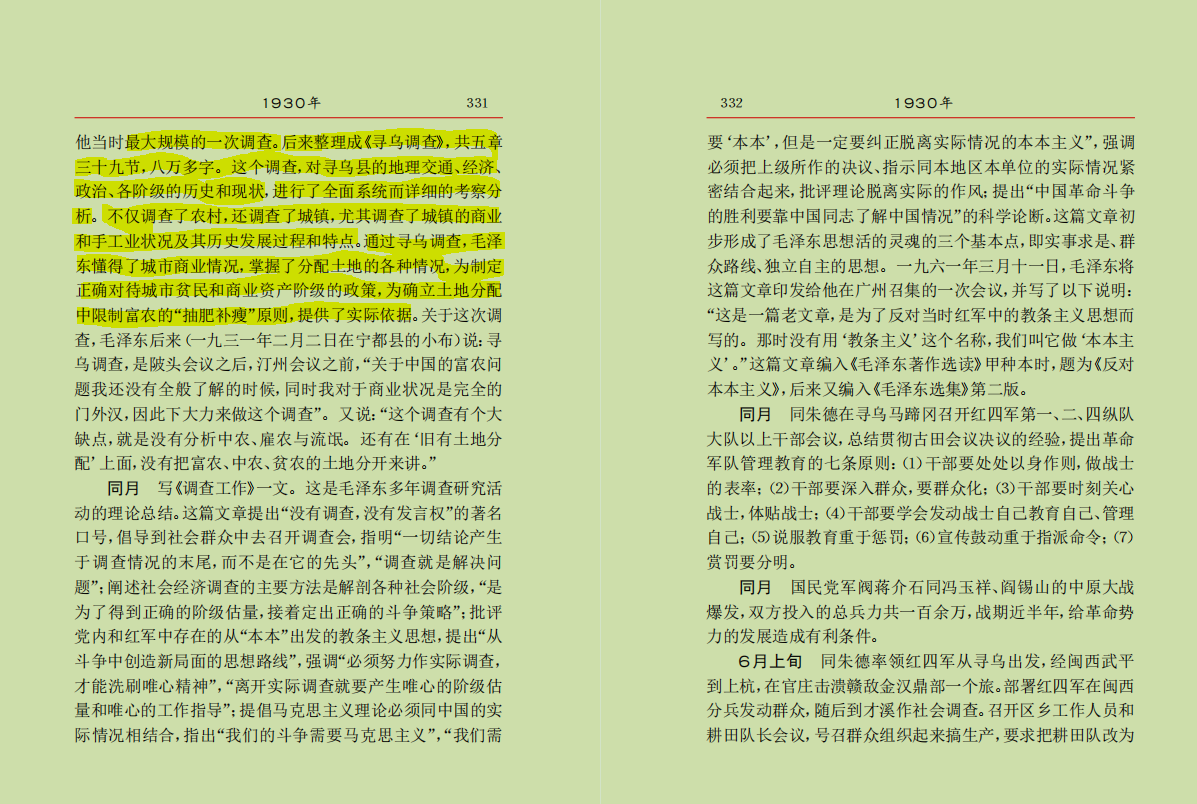 1930年 331
他当时最大规模的一次调查。后来整理成《寻乌调查》，共五章
三十九节，八万多字。这个调查，对寻乌县的地理交通、经济、
政治、各阶级的历史和现状，进行了全面系统而详细的考察分
析。不仅调查了农村，还调查了城镇，尤其调查了城镇的商业
和手工业状况及其历史发展过程和特点。通过寻乌调查，毛泽
东懂得了城市商业情况，掌握了分配土地的各种情况，为制定
正确对待城市贫民和商业资产阶级的政策，为确立土地分配
中限制富农的“抽肥补瘦”原则，提供了实际依据。关于这次调
查，毛泽东后来（一九三一年二月二日在宁都县的小布）说：寻
乌调查，是陂头会议之后，汀州会议之前，“关于中国的富农问
题我还没有全般了解的时候，同时我对于商业状况是完全的
门外汉，因此下大力来做这个调查”。又说：“这个调查有个大
缺点，就是没有分析中农、雇农与流氓。还有在‘旧有土地分
配’上面，没有把富农、中农、贫农的土地分开来讲。”
同月 写《调查工作》一文。这是毛泽东多年调查研究活
动的理论总结。这篇文章提出“没有调查，没有发言权”的著名
口号，倡导到社会群众中去召开调查会，指明“一切结论产生
于调查情况的末尾，而不是在它的先头”，“调查就是解决问
题”；阐述社会经济调查的主要方法是解剖各种社会阶级，“是
为了得到正确的阶级估量，接着定出正确的斗争策略”；批评
党内和红军中存在的从“本本”出发的教条主义思想，提出“从
斗争中创造新局面的思想路线”，强调“必须努力作实际调查，
才能洗刷唯心精神”，“离开实际调查就要产生唯心的阶级估
量和唯心的工作指导”；提倡马克思主义理论必须同中国的实
际情况相结合，指出“我们的斗争需要马克思主义”，“我们需
332 1930年
要‘本本’，但是一定要纠正脱离实际情况的本本主义”，强调
必须把上级所作的决议、指示同本地区本单位的实际情况紧
密结合起来，批评理论脱离实际的作风；提出“中国革命斗争
的胜利要靠中国同志了解中国情况”的科学论断。这篇文章初
步形成了毛泽东思想活的灵魂的三个基本点，即实事求是、群
众路线、独立自主的思想。一九六一年三月十一日，毛泽东将
这篇文章印发给他在广州召集的一次会议，并写了以下说明：
“这是一篇老文章，是为了反对当时红军中的教条主义思想而
写的。那时没有用‘教条主义’这个名称，我们叫它做‘本本主
义’。”这篇文章编入《毛泽东著作选读》甲种本时，题为《反对
本本主义》，后来又编入《毛泽东选集》第二版。
同月 同朱德在寻乌马蹄冈召开红四军第一、二、四纵队
大队以上干部会议，总结贯彻古田会议决议的经验，提出革命
军队管理教育的七条原则：（1）干部要处处以身作则，做战士
的表率；（2）干部要深入群众，要群众化；（3）干部要时刻关心
战士，体贴战士；（4）干部要学会发动战士自己教育自己、管理
自己；（5）说服教育重于惩罚；（6）宣传鼓动重于指派命令；（7）
赏罚要分明。
同月 国民党军阀蒋介石同冯玉祥、阎锡山的中原大战
爆发，双方投入的总兵力共一百余万，战期近半年，给革命势
力的发展造成有利条件。
6月上旬 同朱德率领红四军从寻乌出发，经闽西武平
到上杭，在官庄击溃赣敌金汉鼎部一个旅。部署红四军在闽西
分兵发动群众，随后到才溪作社会调查。召开区乡工作人员和
耕田队长会议，号召群众组织起来搞生产，要求把耕田队改为